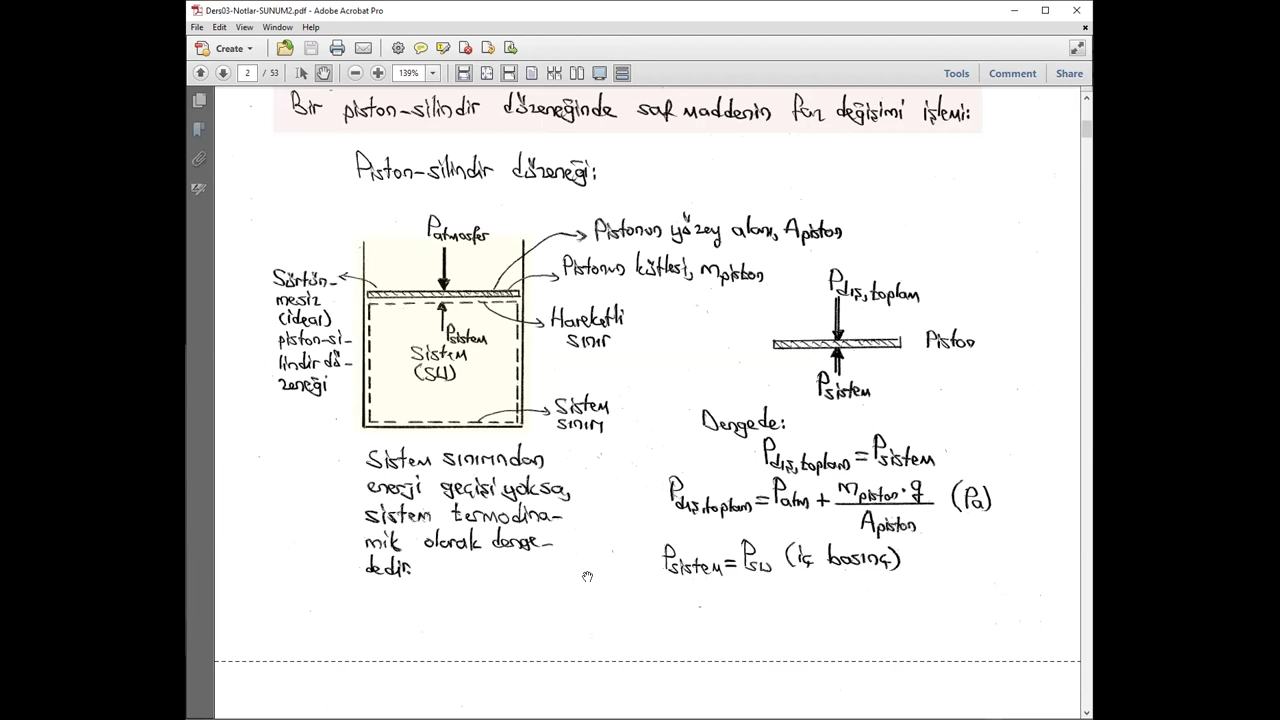 Ders03-Notlar-SUNUM2.pdf - Adobe Acrobat Pro
File Edit View Window Help
Create
2 / 53 139% Tools Comment Share
Bir piston-silindir düzeneğinde saf maddenin faz değişimi işlemi:
Piston-silindir düzeneği:
Patmosfer
Pistonun yüzey alanı, Apiston
Pistonun kütlesi, mpiston
Sürtün-
mesiz
(ideal)
piston-si-
lindir dü-
zeneği
Hareketli
sınır
Psistem
Sistem
(SU)
Sistem
sınırı
Sistem sınırından
enerji geçişi yoksa,
sistem termodina-
mik olarak denge-
dedir.
Pdış,toplam
Piston
Psistem
Dengede:
Pdış,toplam = Psistem
Pdış,toplam = Patm + mpiston . g / Apiston (Pa)
Psistem = Psu (iç basınç)